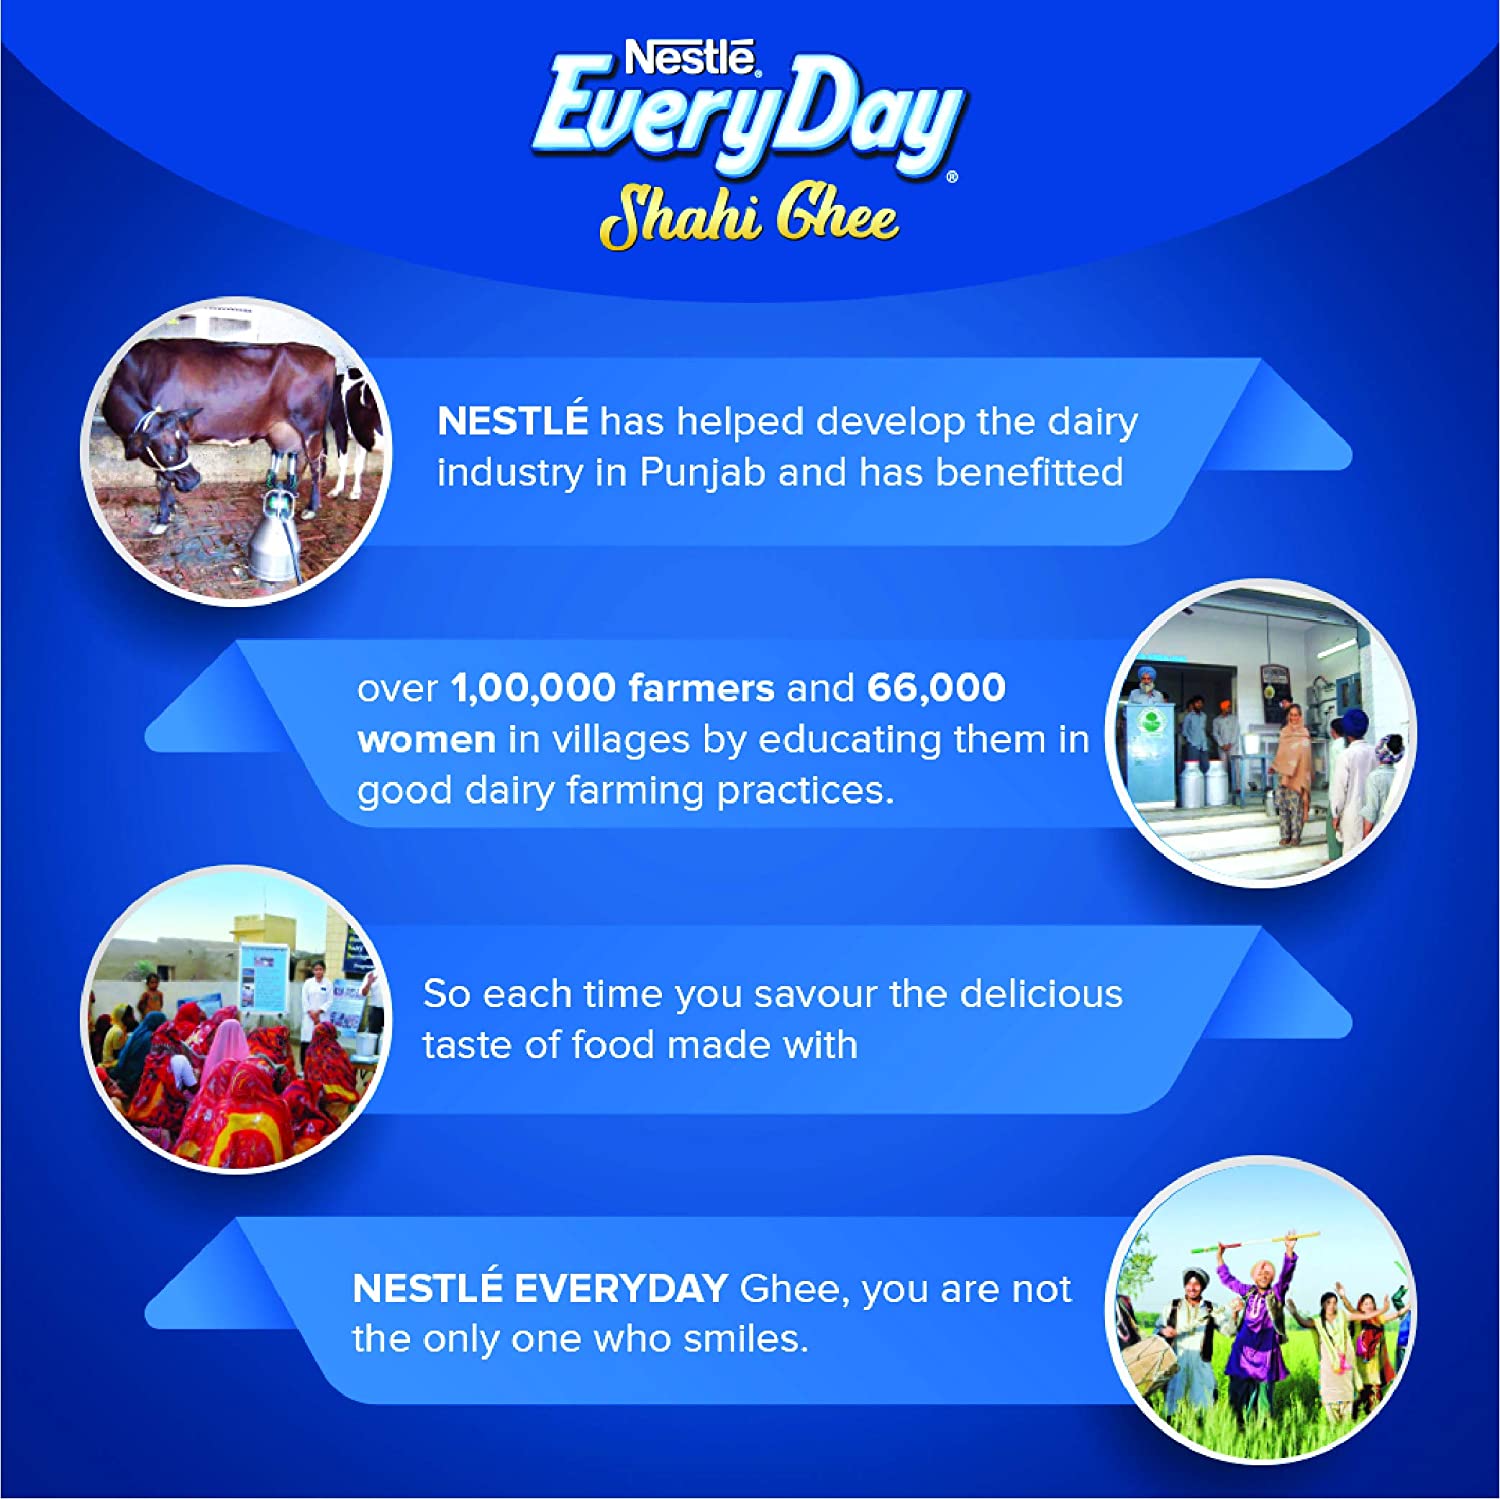 Nestlé®
EveryDay®
Shahi Ghee
NESTLÉ has helped develop the dairy
industry in Punjab and has benefitted
over 1,00,000 farmers and 66,000
women in villages by educating them in
good dairy farming practices.
So each time you savour the delicious
taste of food made with
NESTLÉ EVERYDAY Ghee, you are not
the only one who smiles.